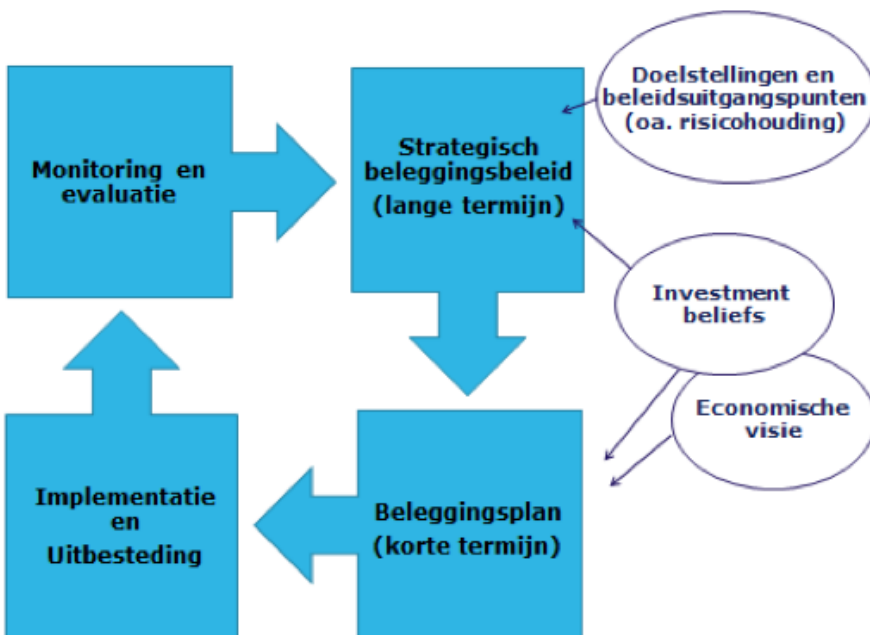 Monitoring en
evaluatie
Strategisch
beleggingsbeleid
(lange termijn)
Doelstellingen en
beleidsuitgangspunten
(oa. risicohouding)
Investment
beliefs
Economische
visie
Implementatie
en
Uitbesteding
Beleggingsplan
(korte termijn)